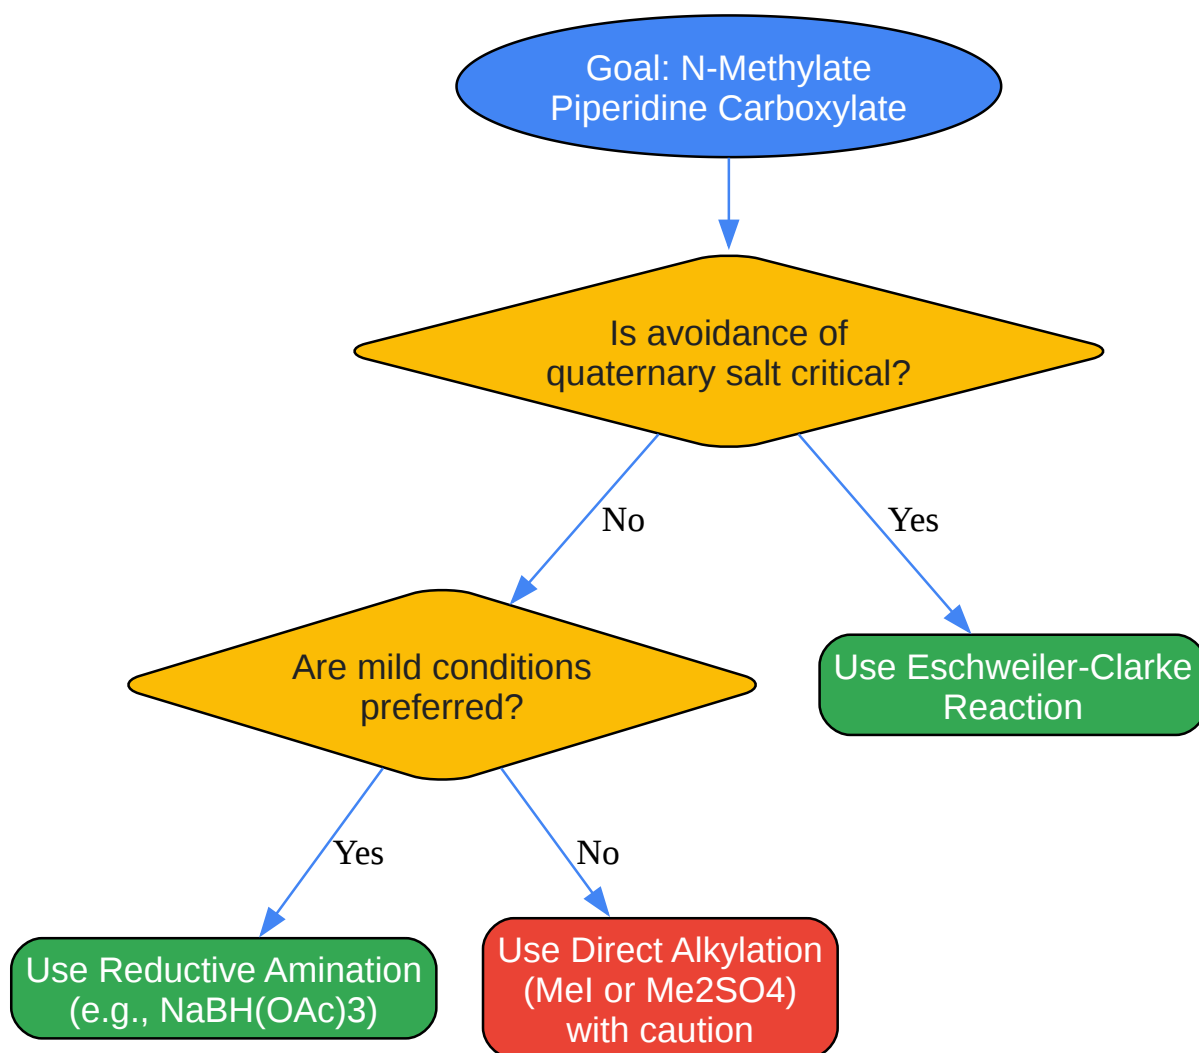 Goal: N-Methylate
Piperidine Carboxylate
Is avoidance of
quaternary salt critical?
No
Yes
Are mild conditions
preferred?
Use Eschweiler-Clarke
Reaction
Yes
No
Use Reductive Amination
(e.g., NaBH(OAc)3)
Use Direct Alkylation
(MeI or Me2SO4)
with caution